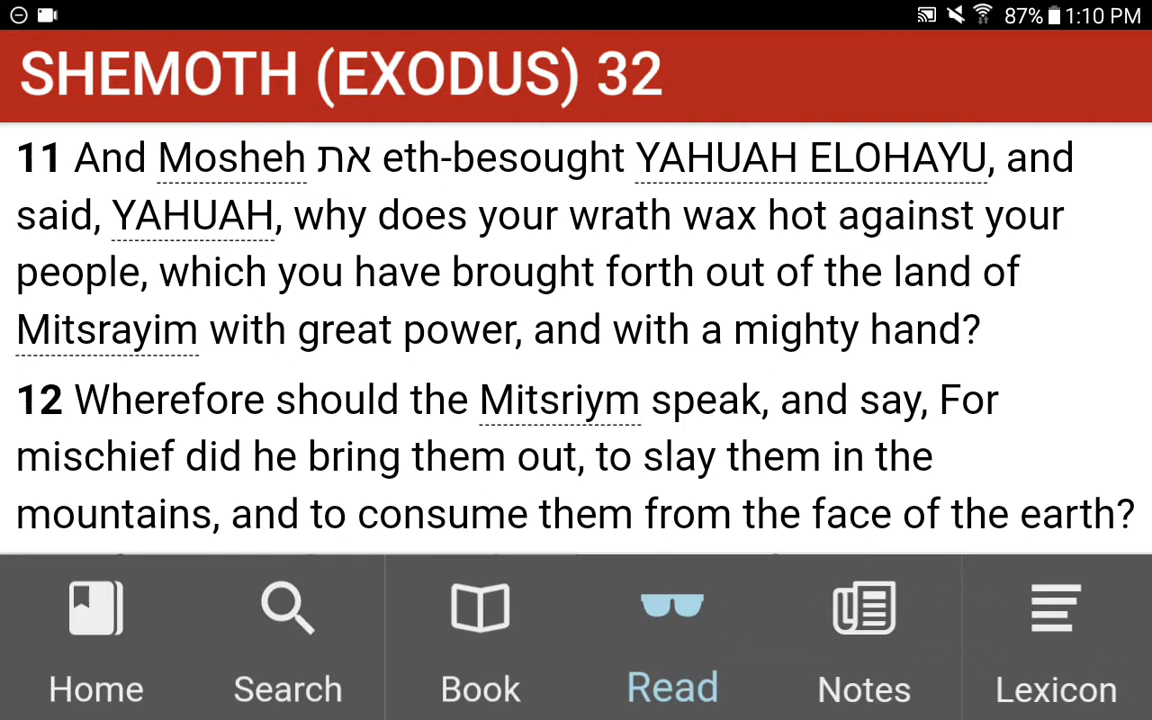 87% 1:10 PM
SHEMOTH (EXODUS) 32
11 And Mosheh את eth-besought YAHUAH ELOHAYU, and
said, YAHUAH, why does your wrath wax hot against your
people, which you have brought forth out of the land of
Mitsrayim with great power, and with a mighty hand?
12 Wherefore should the Mitsriym speak, and say, For
mischief did he bring them out, to slay them in the
mountains, and to consume them from the face of the earth?
Home Search Book Read Notes Lexicon